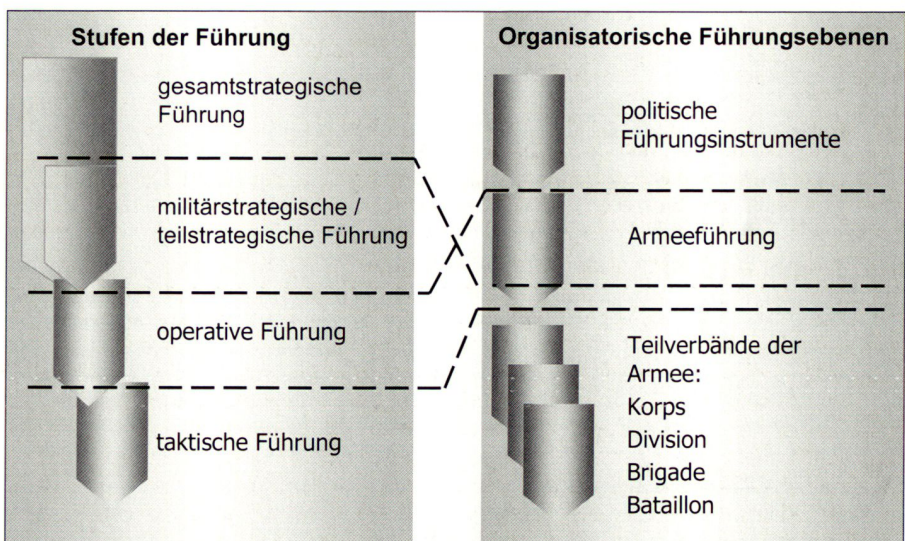 Stufen der Führung
gesamtstrategische
Führung
militärstrategische /
teilstrategische Führung
operative Führung
taktische Führung
Organisatorische Führungsebenen
politische
Führungsinstrumente
Armeeführung
Teilverbände der
Armee:
Korps
Division
Brigade
Bataillon